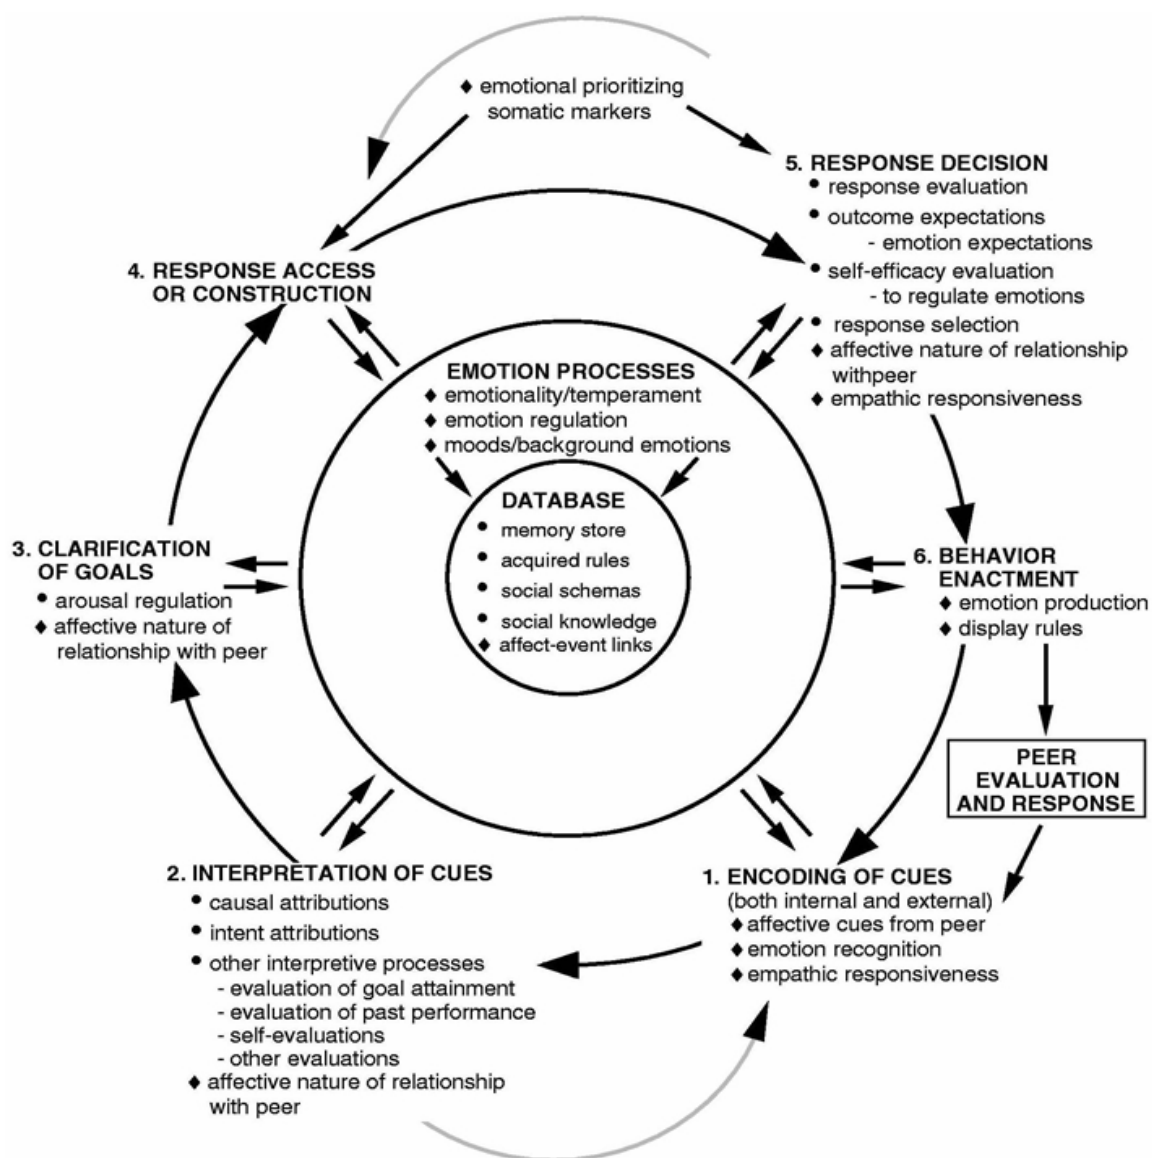 ♦ emotional prioritizing
somatic markers
5. RESPONSE DECISION
• response evaluation
• outcome expectations
- emotion expectations
• self-efficacy evaluation
- to regulate emotions
• response selection
♦ affective nature of relationship
withpeer
♦ empathic responsiveness
4. RESPONSE ACCESS
OR CONSTRUCTION
EMOTION PROCESSES
♦ emotionality/temperament
♦ emotion regulation
♦ moods/background emotions
DATABASE
• memory store
• acquired rules
• social schemas
• social knowledge
♦ affect-event links
3. CLARIFICATION
OF GOALS
• arousal regulation
♦ affective nature of
relationship with peer
6. BEHAVIOR
ENACTMENT
♦ emotion production
♦ display rules
PEER
EVALUATION
AND RESPONSE
2. INTERPRETATION OF CUES
• causal attributions
• intent attributions
• other interpretive processes
- evaluation of goal attainment
- evaluation of past performance
- self-evaluations
- other evaluations
♦ affective nature of relationship
with peer
1. ENCODING OF CUES
(both internal and external)
♦ affective cues from peer
♦ emotion recognition
♦ empathic responsiveness